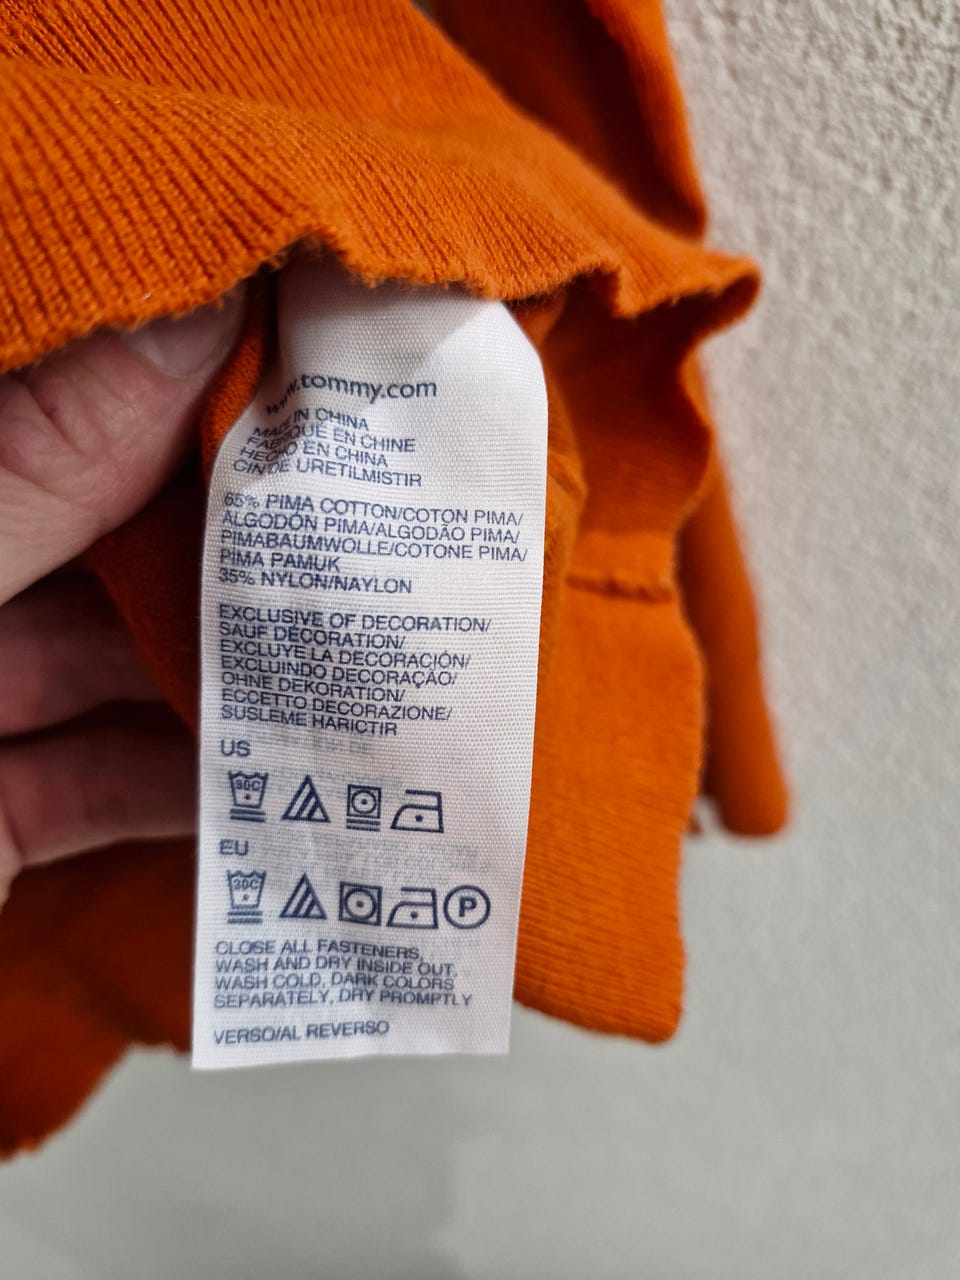 www.tommy.com
MADE IN CHINA
FABRIQUÉ EN CHINE
HECHO EN CHINA
CIN'DE URETILMISTIR
65% PIMA COTTON/COTON PIMA/
ALGODÓN PIMA/ALGODÃO PIMA/
PIMABAUMWOLLE/COTONE PIMA/
PIMA PAMUK
35% NYLON/NAYLON
EXCLUSIVE OF DECORATION/
SAUF DÉCORATION/
EXCLUYE LA DECORACIÓN/
EXCLUINDO DECORAÇÃO/
OHNE DEKORATION/
ECCETTO DECORAZIONE/
SUSLEME HARICTIR
US
30C
EU
30C P
CLOSE ALL FASTENERS,
WASH AND DRY INSIDE OUT,
WASH COLD, DARK COLORS
SEPARATELY, DRY PROMPTLY
VERSO/AL REVERSO